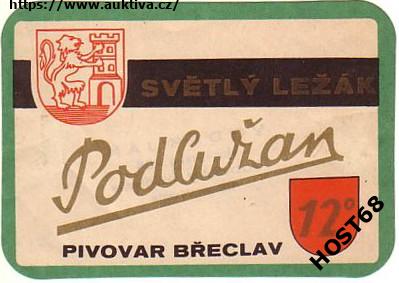 https://www.auktiva.cz/
SVĚTLÝ LEŽÁK
Podlužan
12°
PIVOVAR BŘECLAV
HOST68